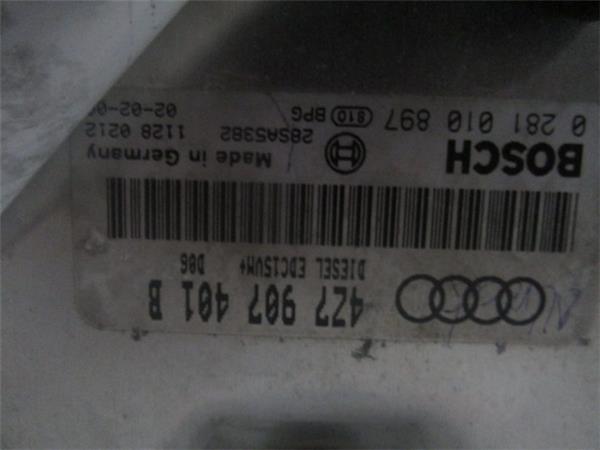 4Z7 907 401 B
DIESEL EDC15VM+ D06
BOSCH
Made in Germany
28SA5382
0 281 010 897 S10 BPG
1128 0212
02-02-0